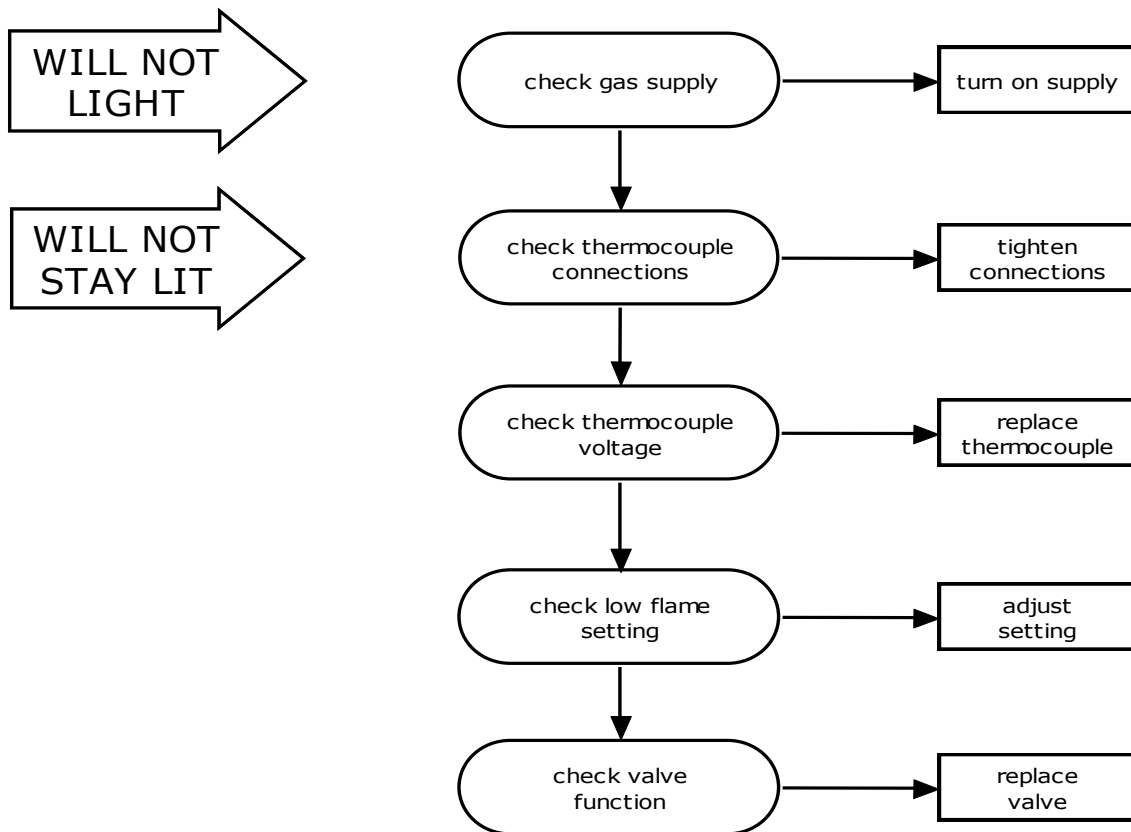 WILL NOT
LIGHT
check gas supply
turn on supply
WILL NOT
STAY LIT
check thermocouple
connections
tighten
connections
check thermocouple
voltage
replace
thermocouple
check low flame
setting
adjust
setting
check valve
function
replace
valve